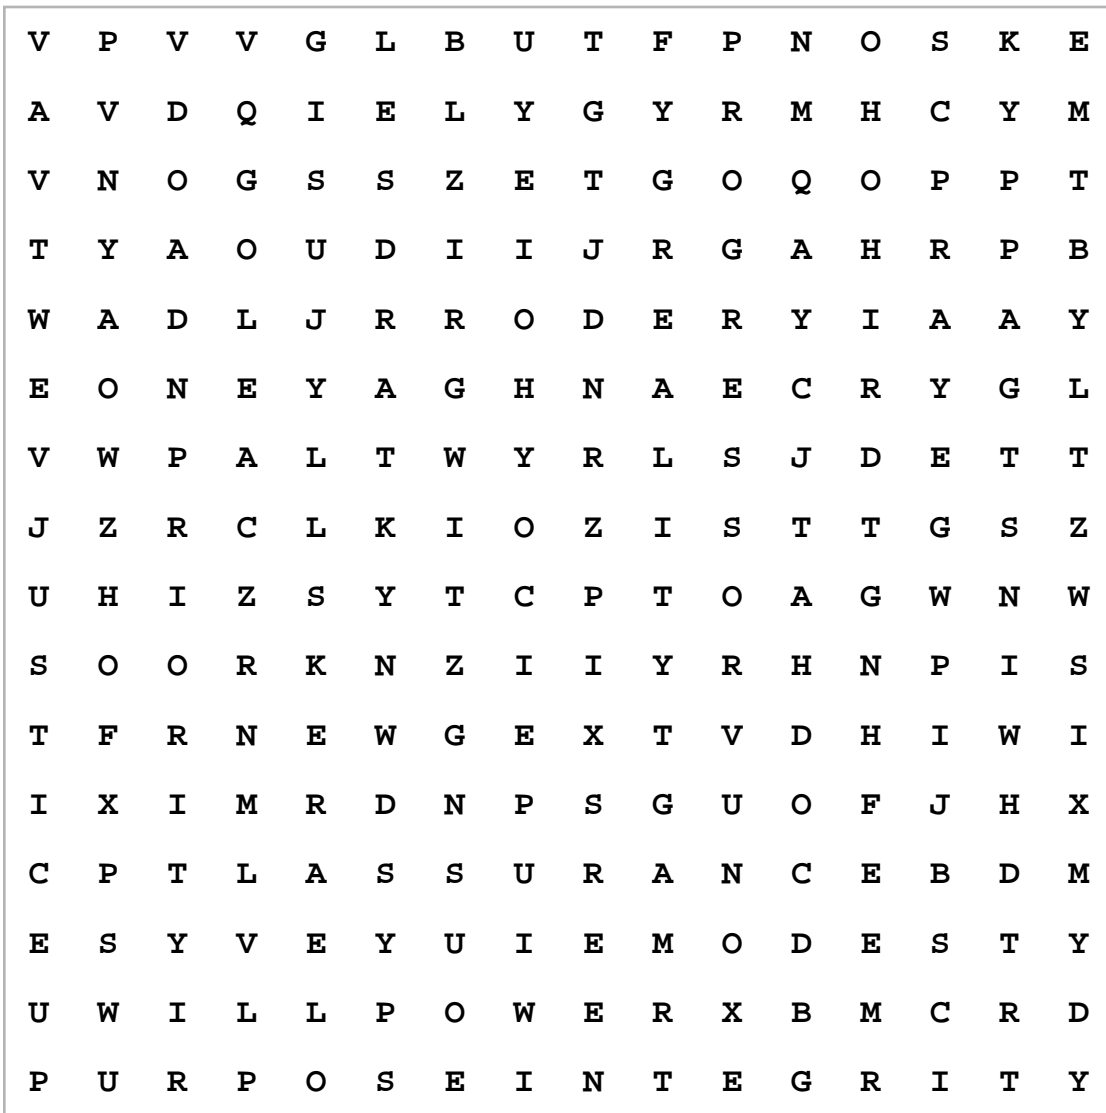 V P V V G L B U T F P N O S K E
A V D Q I E L Y G Y R M H C Y M
V N O G S S Z E T G O Q O P P T
T Y A O U D I I J R G A H R P B
W A D L J R R O D E R Y I A A Y
E O N E Y A G H N A E C R Y G L
V W P A L T W Y R L S J D E T T
J Z R C L K I O Z I S T T G S Z
U H I Z S Y T C P T O A G W N W
S O O R K N Z I I Y R H N P I S
T F R N E W G E X T V D H I W I
I X I M R D N P S G U O F J H X
C P T L A S S U R A N C E B D M
E S Y V E Y U I E M O D E S T Y
U W I L L P O W E R X B M C R D
P U R P O S E I N T E G R I T Y